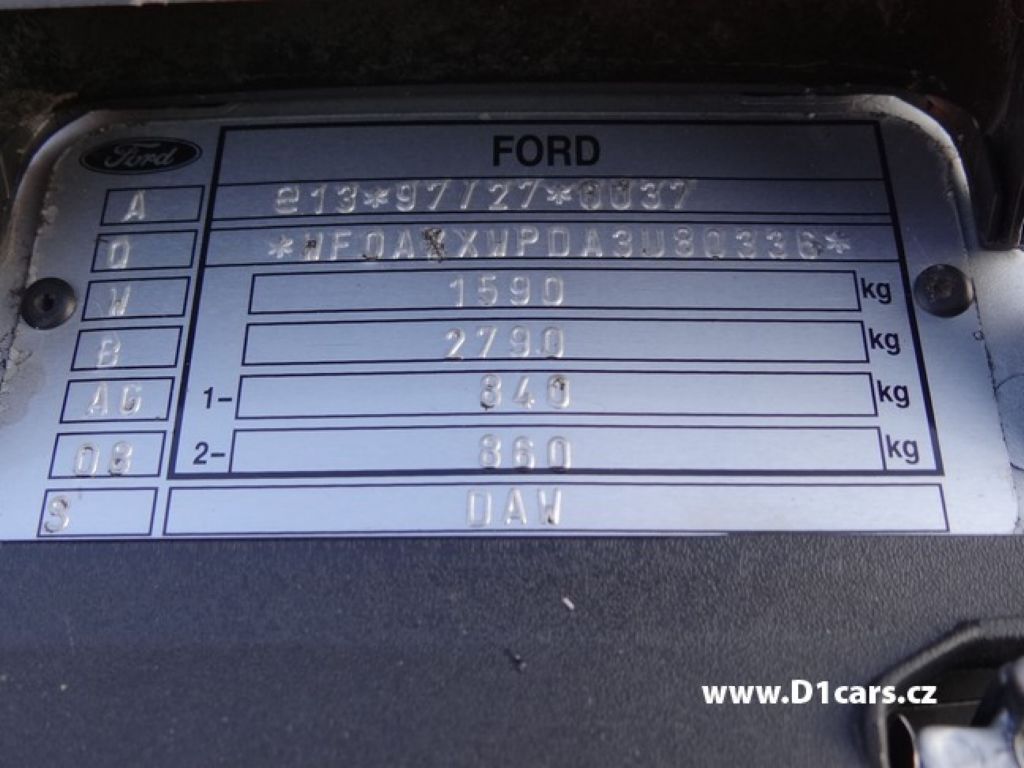 Ford FORD
A e13*97/27*0037
0 *WF0AXXWPDA3U80336*
W 1590 kg
B 2790 kg
AG 1- 840 kg
08 2- 860 kg
S DAW
www.D1cars.cz